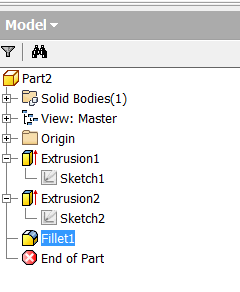 Model
Part2
Solid Bodies(1)
View: Master
Origin
Extrusion1
Sketch1
Extrusion2
Sketch2
Fillet1
End of Part